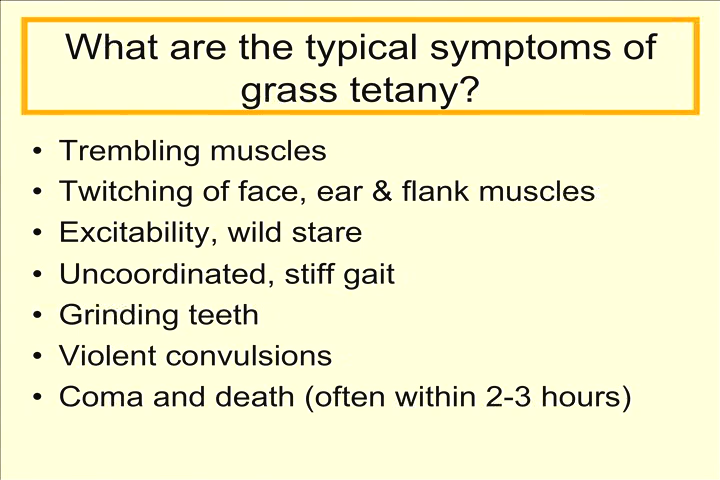 What are the typical symptoms of
grass tetany?
• Trembling muscles
• Twitching of face, ear & flank muscles
• Excitability, wild stare
• Uncoordinated, stiff gait
• Grinding teeth
• Violent convulsions
• Coma and death (often within 2-3 hours)